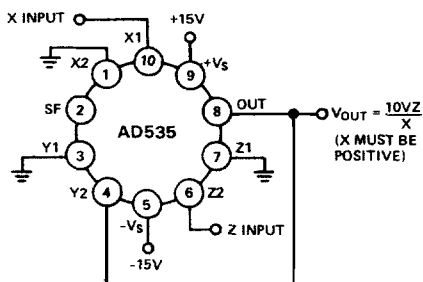 X INPUT
+15V
X1
X2
10
+VS
1
9
SF
2
8
OUT
VOUT = 10VZ
X
(X MUST BE
POSITIVE)
AD535
Y1
3
7
Z1
Y2
4
5
6
Z2
-VS
Z INPUT
-15V